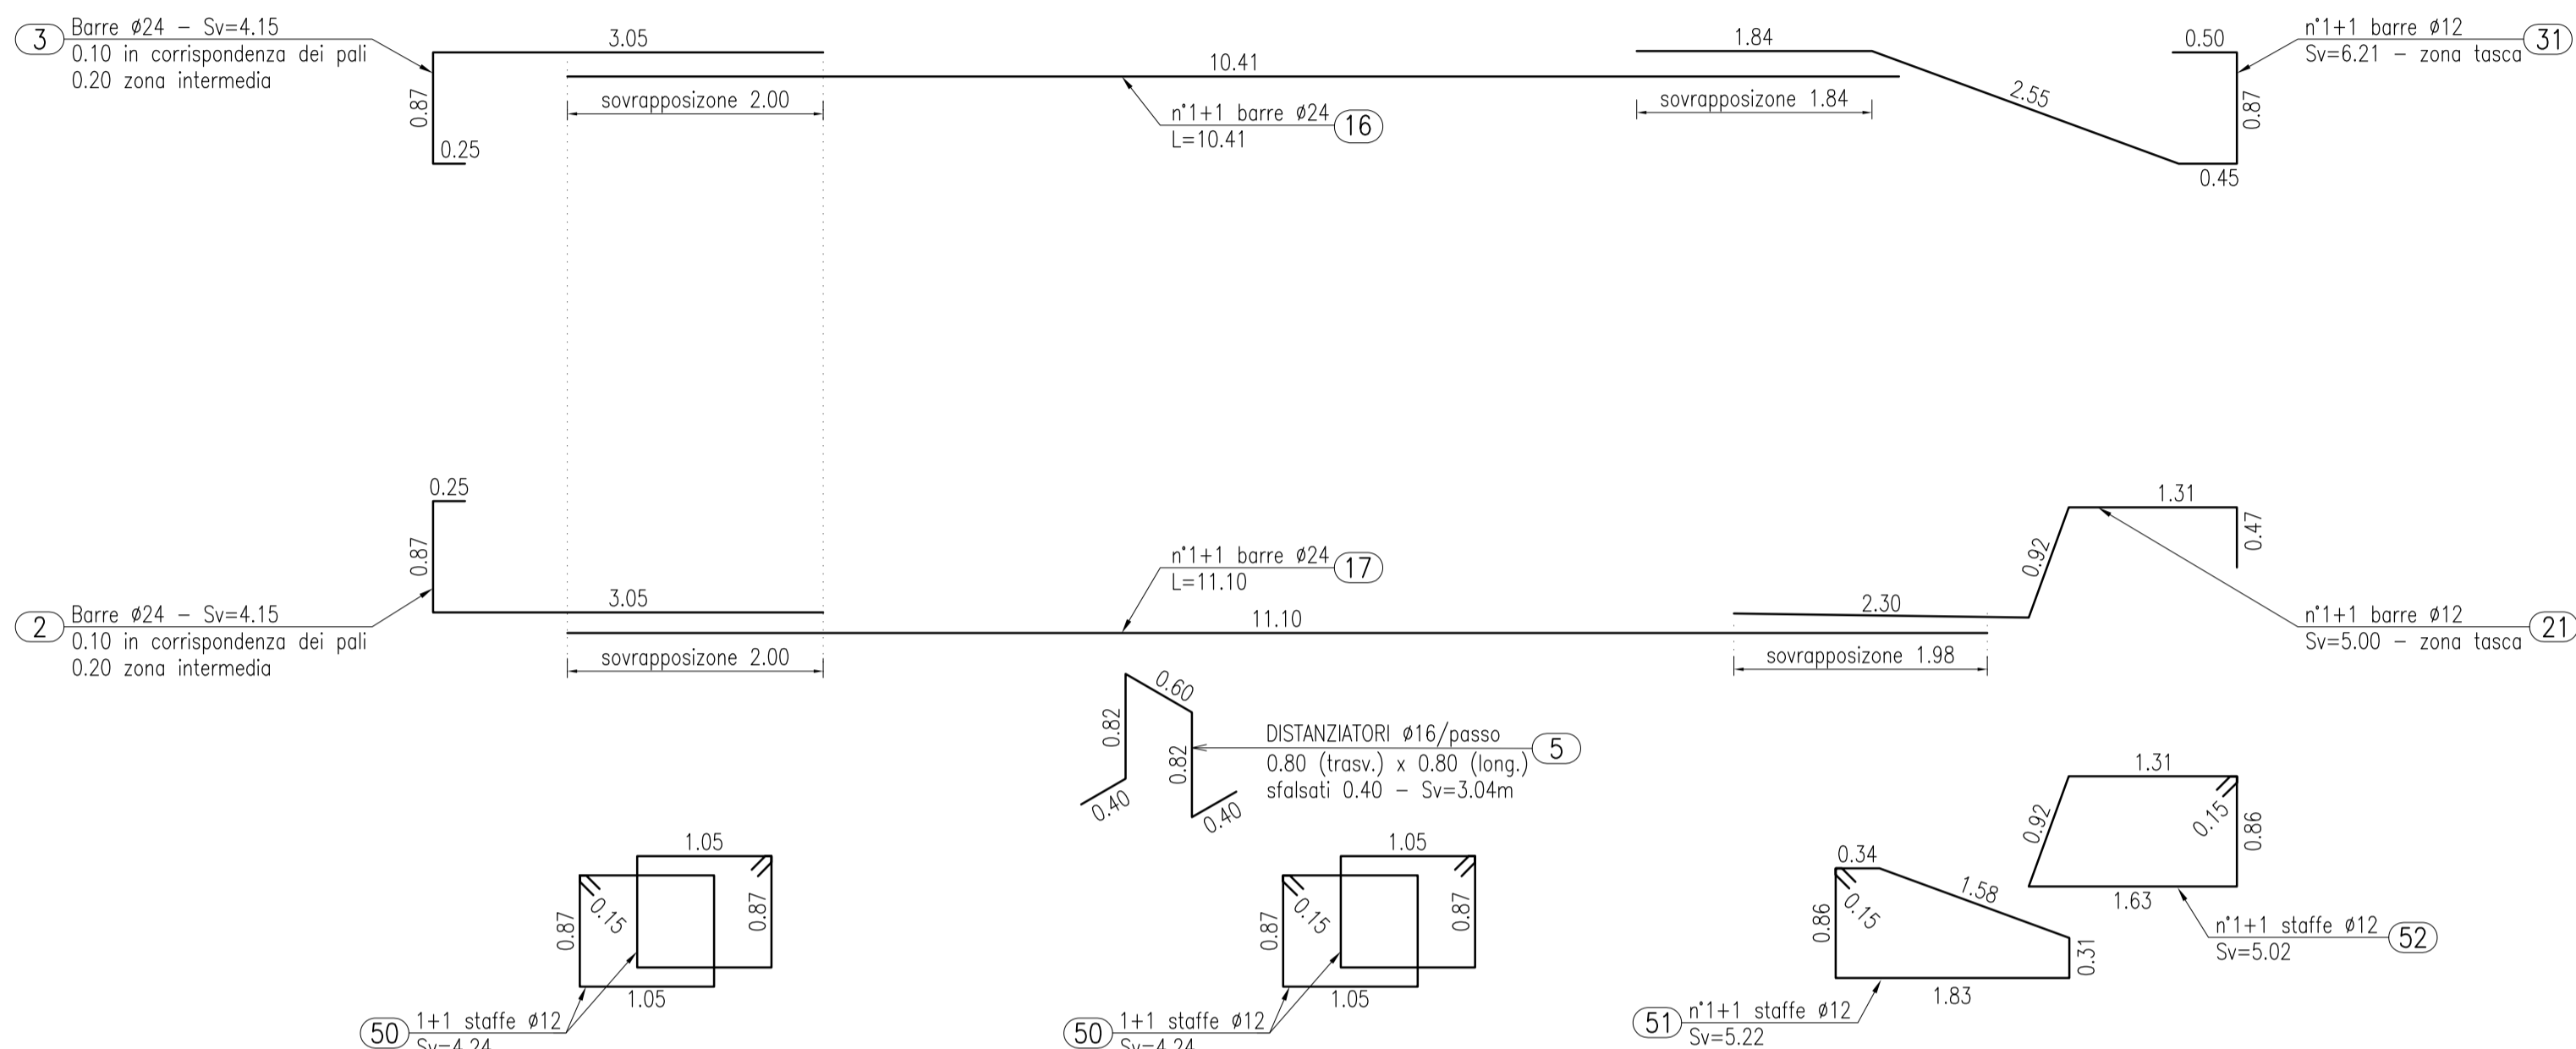 3
Barre ø24 - Sv=4.15
0.10 in corrispondenza dei pali
0.20 zona intermedia
3.05
0.87
0.25
sovrapposizone 2.00
10.41
n°1+1 barre ø24
L=10.41
16
1.84
sovrapposizone 1.84
2.55
0.50
0.87
0.45
n°1+1 barre ø12
Sv=6.21 - zona tasca
31
0.25
0.87
3.05
2
Barre ø24 - Sv=4.15
0.10 in corrispondenza dei pali
0.20 zona intermedia
sovrapposizone 2.00
n°1+1 barre ø24
L=11.10
17
11.10
2.30
sovrapposizone 1.98
0.92
1.31
0.47
n°1+1 barre ø12
Sv=5.00 - zona tasca
21
0.60
0.82
0.82
0.40
0.40
DISTANZIATORI ø16/passo
0.80 (trasv.) x 0.80 (long.)
sfalsati 0.40 - Sv=3.04m
5
1.05
0.87
0.15
0.87
1.05
50
1+1 staffe ø12
Sv=4.24
1.05
0.87
0.15
0.87
1.05
50
1+1 staffe ø12
Sv=4.24
0.34
1.58
0.86
0.15
0.31
1.83
51
n°1+1 staffe ø12
Sv=5.22
1.31
0.92
0.15
0.86
1.63
n°1+1 staffe ø12
Sv=5.02
52